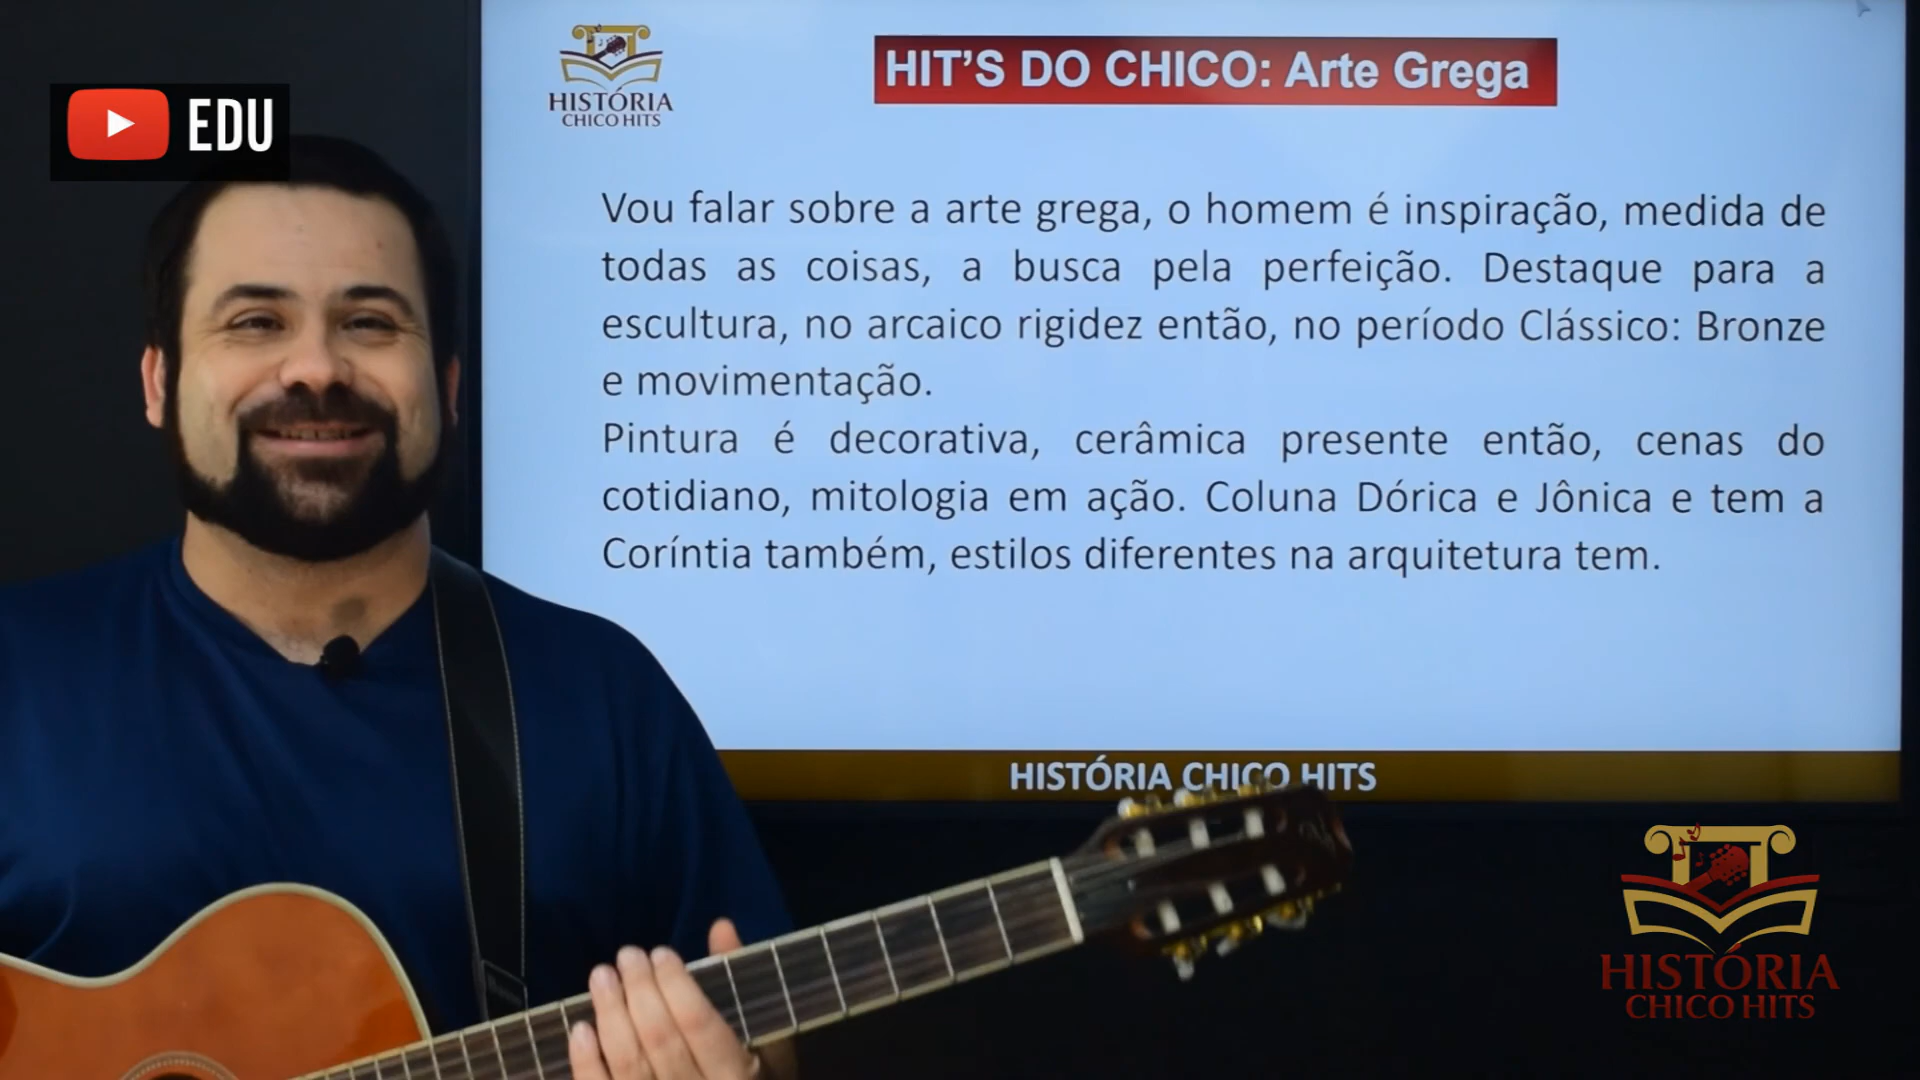 EDU
HISTÓRIA
CHICO HITS
HIT'S DO CHICO: Arte Grega
Vou falar sobre a arte grega, o homem é inspiração, medida de
todas as coisas, a busca pela perfeição. Destaque para a
escultura, no arcaico rigidez então, no período Clássico: Bronze
e movimentação.
Pintura é decorativa, cerâmica presente então, cenas do
cotidiano, mitologia em ação. Coluna Dórica e Jônica e tem a
Coríntia também, estilos diferentes na arquitetura tem.
HISTÓRIA CHICO HITS
HISTÓRIA
CHICO HITS